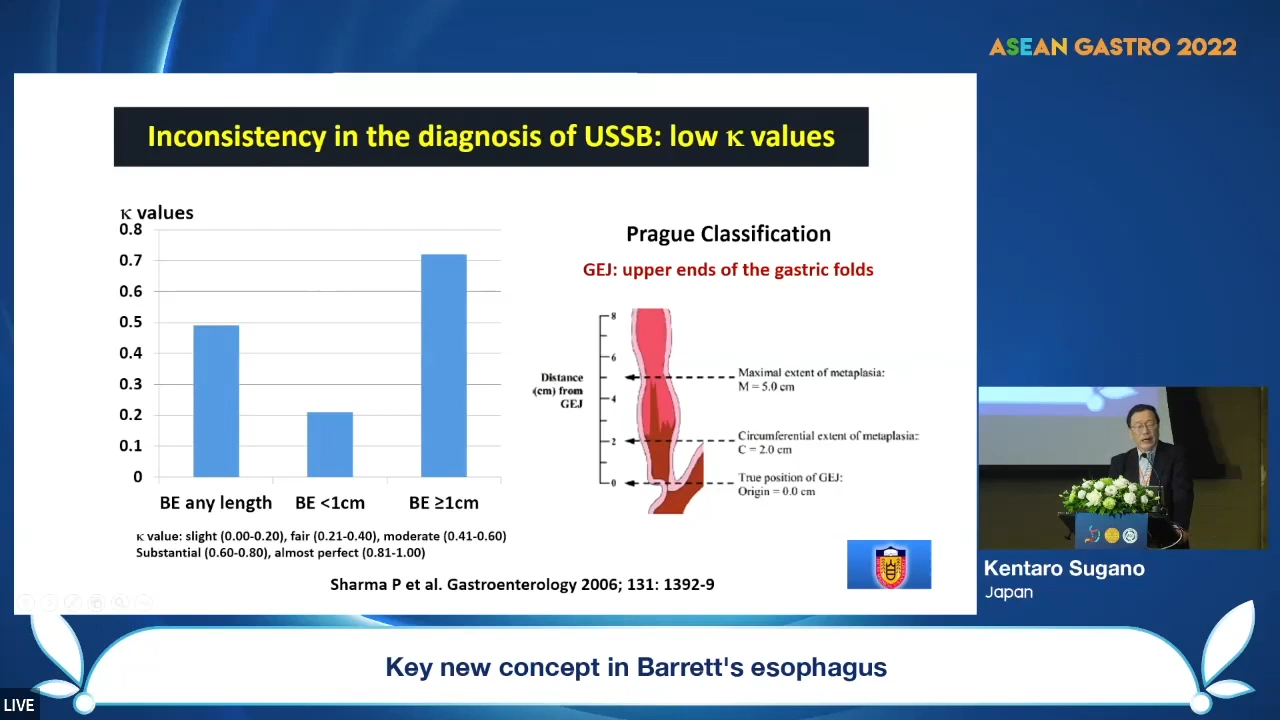 ASEAN GASTRO 2022
Inconsistency in the diagnosis of USSB: low κ values
κ values
0.8
0.7
0.6
0.5
0.4
0.3
0.2
0.1
0
BE any length
BE <1cm
BE ≥1cm
κ value: slight (0.00-0.20), fair (0.21-0.40), moderate (0.41-0.60)
Substantial (0.60-0.80), almost perfect (0.81-1.00)
Prague Classification
GEJ: upper ends of the gastric folds
Distance
(cm) from
GEJ
8
6
4
2
0
Maximal extent of metaplasia:
M = 5.0 cm
Circumferential extent of metaplasia:
C = 2.0 cm
True position of GEJ:
Origin = 0.0 cm
Sharma P et al. Gastroenterology 2006; 131: 1392-9
Kentaro Sugano
Japan
Key new concept in Barrett's esophagus
LIVE